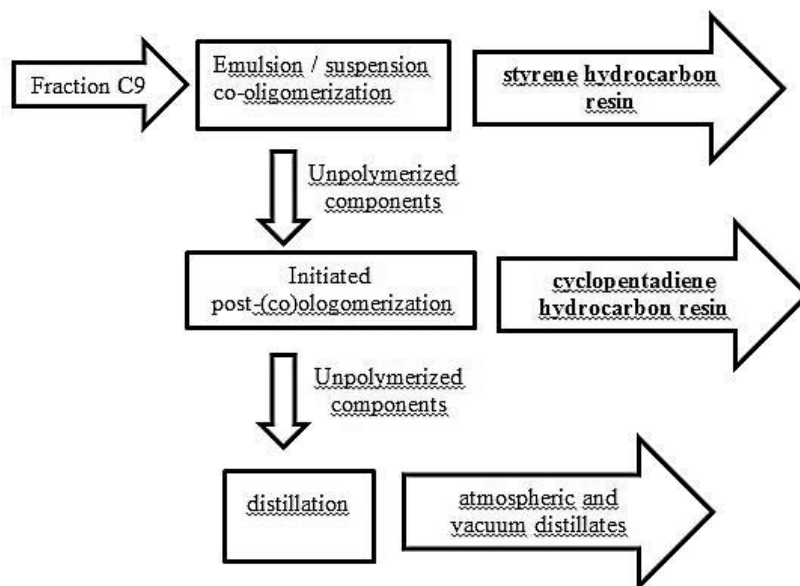 Fraction C9
Emulsion / suspension
co-oligomerization
styrene hydrocarbon
resin
Unpolymerized
components
Initiated
post-(co)ologomerization
cyclopentadiene
hydrocarbon resin
Unpolymerized
components
distillation
atmospheric and
vacuum distillates